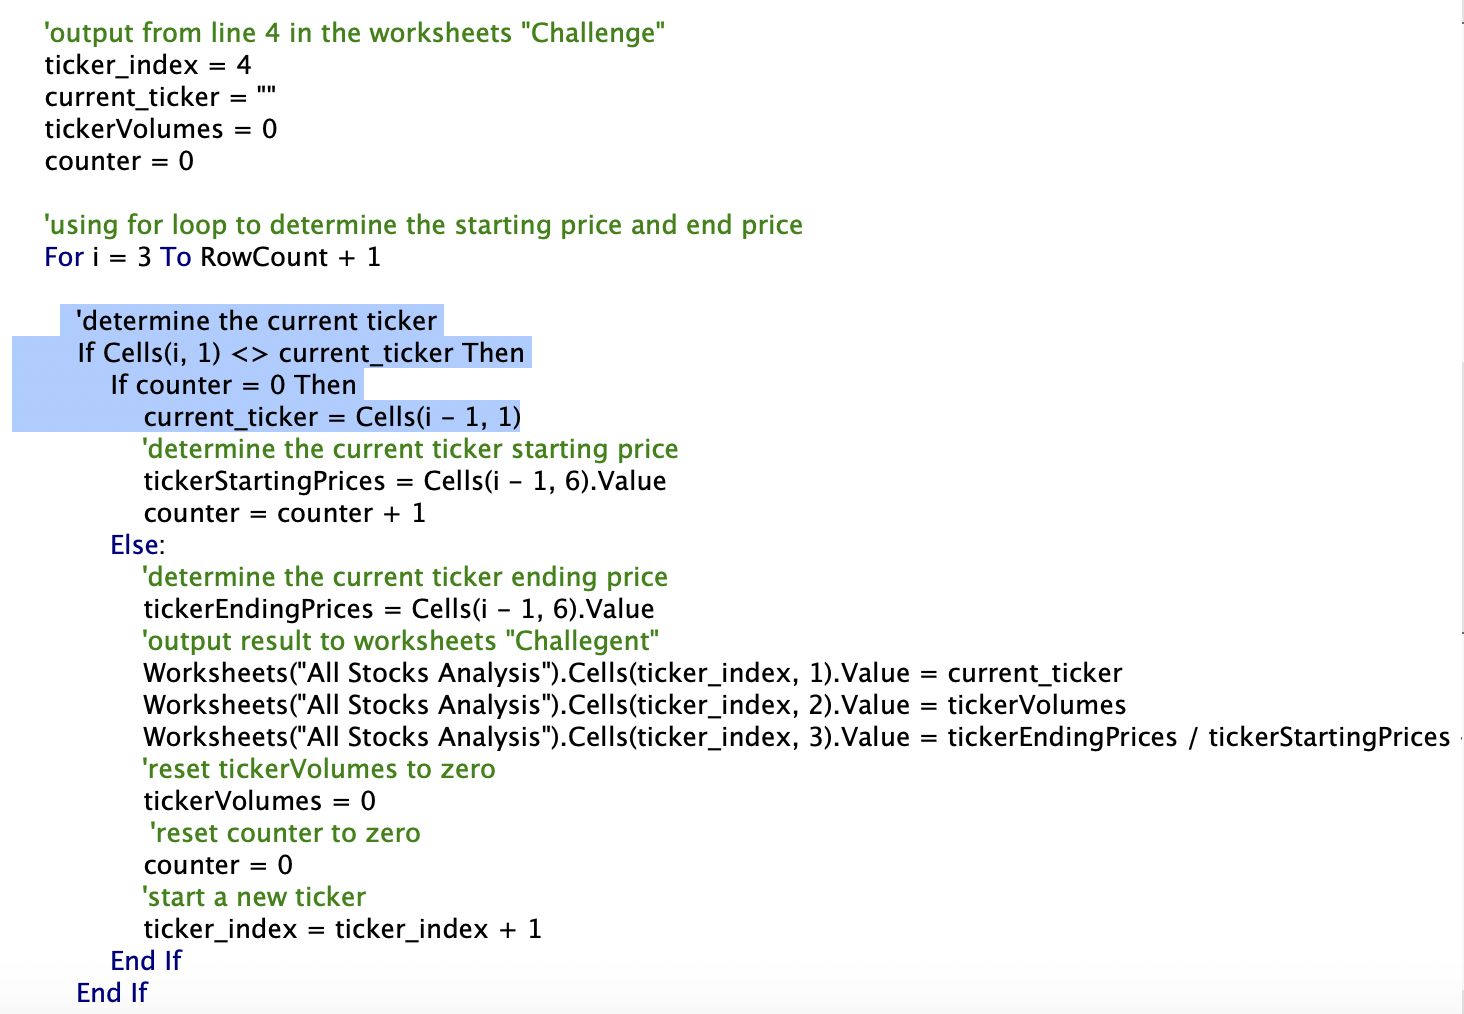 'output from line 4 in the worksheets "Challenge"
ticker_index = 4
current_ticker = ""
tickerVolumes = 0
counter = 0
'using for loop to determine the starting price and end price
For i = 3 To RowCount + 1
'determine the current ticker
If Cells(i, 1) <> current_ticker Then
If counter = 0 Then
current_ticker = Cells(i - 1, 1)
'determine the current ticker starting price
tickerStartingPrices = Cells(i - 1, 6).Value
counter = counter + 1
Else:
'determine the current ticker ending price
tickerEndingPrices = Cells(i - 1, 6).Value
'output result to worksheets "Challegent"
Worksheets("All Stocks Analysis").Cells(ticker_index, 1).Value = current_ticker
Worksheets("All Stocks Analysis").Cells(ticker_index, 2).Value = tickerVolumes
Worksheets("All Stocks Analysis").Cells(ticker_index, 3).Value = tickerEndingPrices / tickerStartingPrices
'reset tickerVolumes to zero
tickerVolumes = 0
'reset counter to zero
counter = 0
'start a new ticker
ticker_index = ticker_index + 1
End If
End If